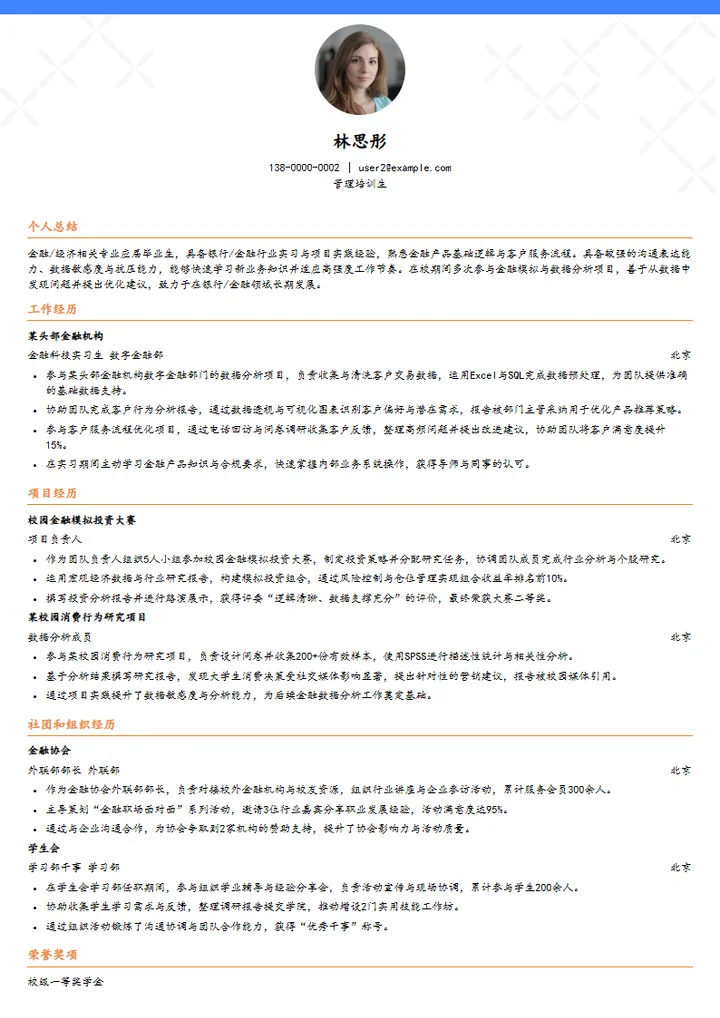 林思彤
138-0000-0002 | user2@example.com
管理培训生
个人总结
金融/经济相关专业应届毕业生，具备银行/金融行业实习与项目实践经验，熟悉金融产品基础逻辑与客户服务流程。具备较强的沟通表达能
力、数据敏感度与抗压能力，能够快速学习新业务知识并适应高强度工作节奏。在校期间多次参与金融模拟与数据分析项目，善于从数据中
发现问题并提出优化建议，致力于在银行/金融领域长期发展。
工作经历
某头部金融机构
金融科技实习生 数字金融部 北京
• 参与某头部金融机构数字金融部门的数据分析项目，负责收集与清洗客户交易数据，运用Excel与SQL完成数据预处理，为团队提供准确
的基础数据支持。
• 协助团队完成客户行为分析报告，通过数据透视与可视化图表识别客户偏好与潜在需求，报告被部门主管采纳用于优化产品推荐策略。
• 参与客户服务流程优化项目，通过电话回访与问卷调研收集客户反馈，整理高频问题并提出改进建议，协助团队将客户满意度提升
15%。
• 在实习期间主动学习金融产品知识与合规要求，快速掌握内部业务系统操作，获得导师与同事的认可。
项目经历
校园金融模拟投资大赛
项目负责人 北京
• 作为团队负责人组织5人小组参加校园金融模拟投资大赛，制定投资策略并分配研究任务，协调团队成员完成行业分析与个股研究。
• 运用宏观经济数据与行业研究报告，构建模拟投资组合，通过风险控制与仓位管理实现组合收益率排名前10%。
• 撰写投资分析报告并进行路演展示，获得评委“逻辑清晰、数据支撑充分”的评价，最终荣获大赛二等奖。
某校园消费行为研究项目
数据分析成员 北京
• 参与某校园消费行为研究项目，负责设计问卷并收集200+份有效样本，使用SPSS进行描述性统计与相关性分析。
• 基于分析结果撰写研究报告，发现大学生消费决策受社交媒体影响显著，提出针对性的营销建议，报告被校园媒体引用。
• 通过项目实践提升了数据敏感度与分析能力，为后续金融数据分析工作奠定基础。
社团和组织经历
金融协会
外联部部长 外联部 北京
• 作为金融协会外联部部长，负责对接校外金融机构与校友资源，组织行业讲座与企业参访活动，累计服务会员300余人。
• 主导策划“金融职场面对面”系列活动，邀请3位行业嘉宾分享职业发展经验，活动满意度达95%。
• 通过与企业沟通合作，为协会争取到2家机构的赞助支持，提升了协会影响力与活动质量。
学生会
学习部干事 学习部 北京
• 在学生会学习部任职期间，参与组织学业辅导与经验分享会，负责活动宣传与现场协调，累计参与学生200余人。
• 协助收集学生学习需求与反馈，整理调研报告提交学院，推动增设2门实用技能工作坊。
• 通过组织活动锻炼了沟通协调与团队合作能力，获得“优秀干事”称号。
荣誉奖项
校级一等奖学金